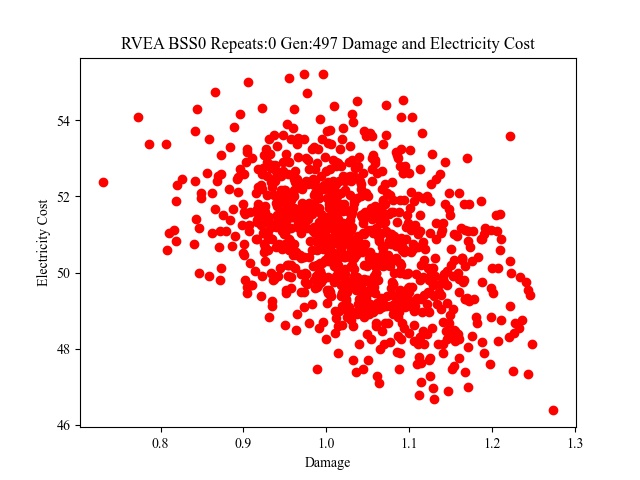 RVEA BSS0 Repeats:0 Gen:497 Damage and Electricity Cost
54
52
50
48
46
Electricity Cost
0.8 0.9 1.0 1.1 1.2 1.3
Damage